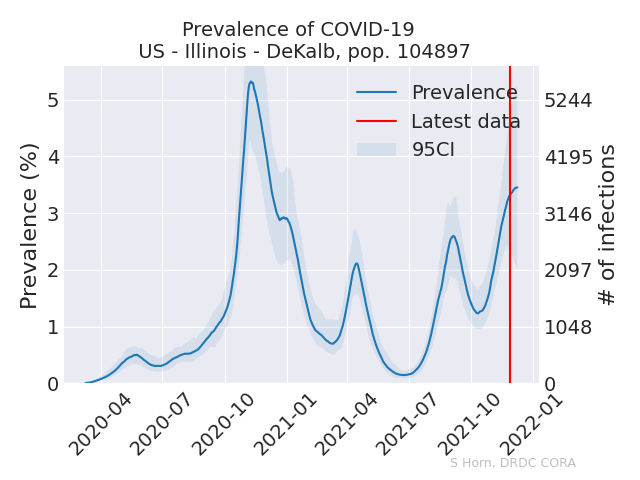 Prevalence of COVID-19
US - Illinois - DeKalb, pop. 104897
Prevalence
Latest data
95CI
Prevalence (%)
5
4
3
2
1
0
5244
4195
3146
2097
1048
0
# of infections
2020-04
2020-07
2020-10
2021-01
2021-04
2021-07
2021-10
2022-01
S Horn, DRDC CORA